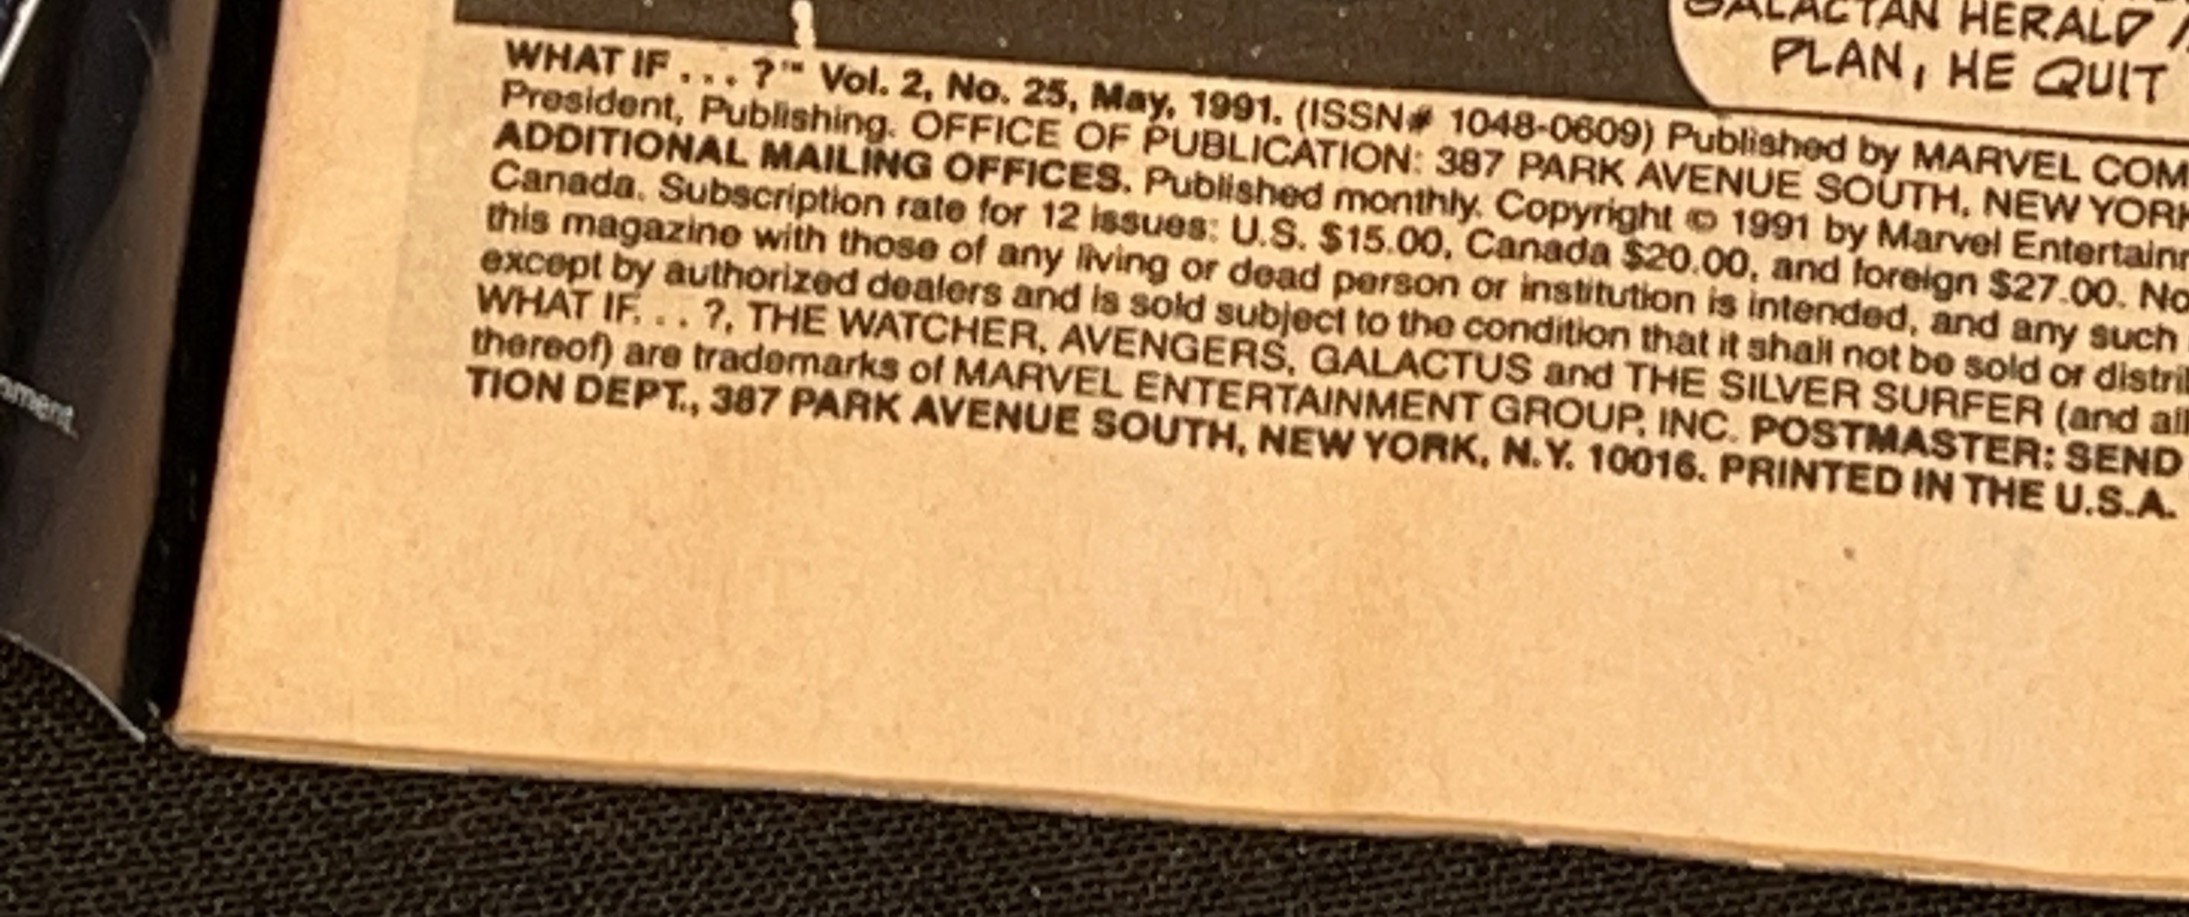 GALACTAN HERALD
PLAN, HE QUIT
WHAT IF . . . ?™ Vol. 2, No. 25, May, 1991. (ISSN# 1048-0609) Published by MARVEL COM
President, Publishing. OFFICE OF PUBLICATION: 387 PARK AVENUE SOUTH, NEW YORK
ADDITIONAL MAILING OFFICES. Published monthly. Copyright © 1991 by Marvel Entertainm
Canada. Subscription rate for 12 issues: U.S. $15.00, Canada $20.00, and foreign $27.00. No
this magazine with those of any living or dead person or institution is intended, and any such
except by authorized dealers and is sold subject to the condition that it shall not be sold or distri
WHAT IF. . . ?, THE WATCHER, AVENGERS, GALACTUS and THE SILVER SURFER (and all
thereof) are trademarks of MARVEL ENTERTAINMENT GROUP, INC. POSTMASTER: SEND
TION DEPT., 387 PARK AVENUE SOUTH, NEW YORK, N.Y. 10016. PRINTED IN THE U.S.A.